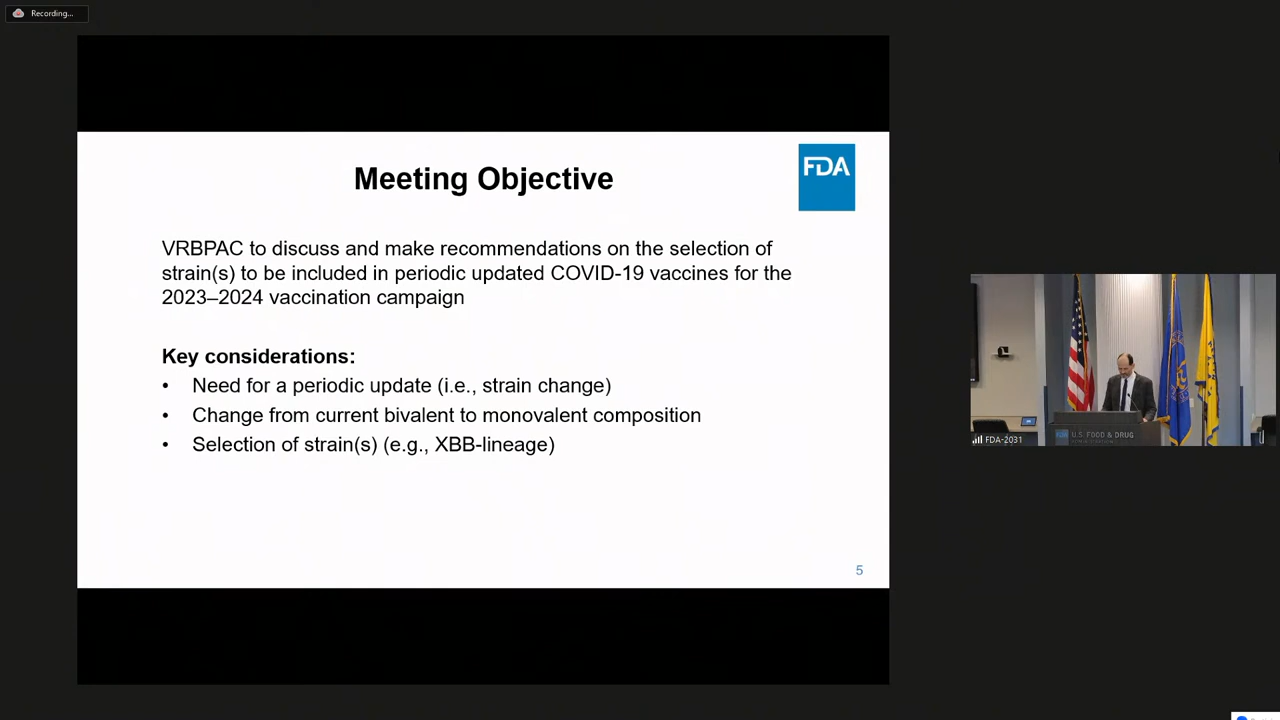 Recording...
Meeting Objective
FDA
VRBPAC to discuss and make recommendations on the selection of
strain(s) to be included in periodic updated COVID-19 vaccines for the
2023–2024 vaccination campaign
Key considerations:
• Need for a periodic update (i.e., strain change)
• Change from current bivalent to monovalent composition
• Selection of strain(s) (e.g., XBB-lineage)
5
FDA-2031
FDA U.S. FOOD & DRUG